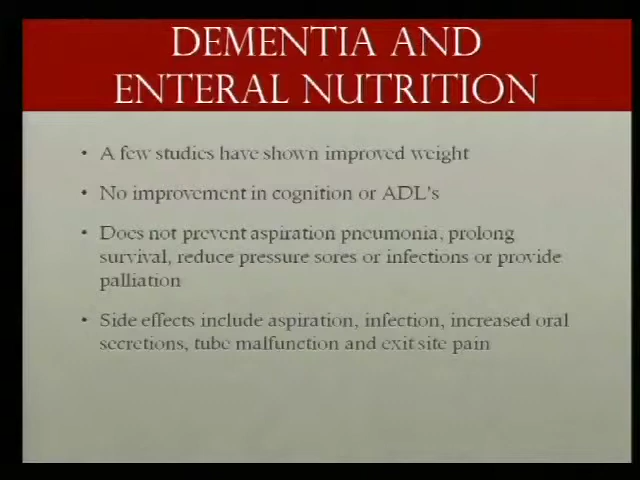 DEMENTIA AND
ENTERAL NUTRITION
• A few studies have shown improved weight
• No improvement in cognition or ADL's
• Does not prevent aspiration pneumonia, prolong
survival, reduce pressure sores or infections or provide
palliation
• Side effects include aspiration, infection, increased oral
secretions, tube malfunction and exit site pain